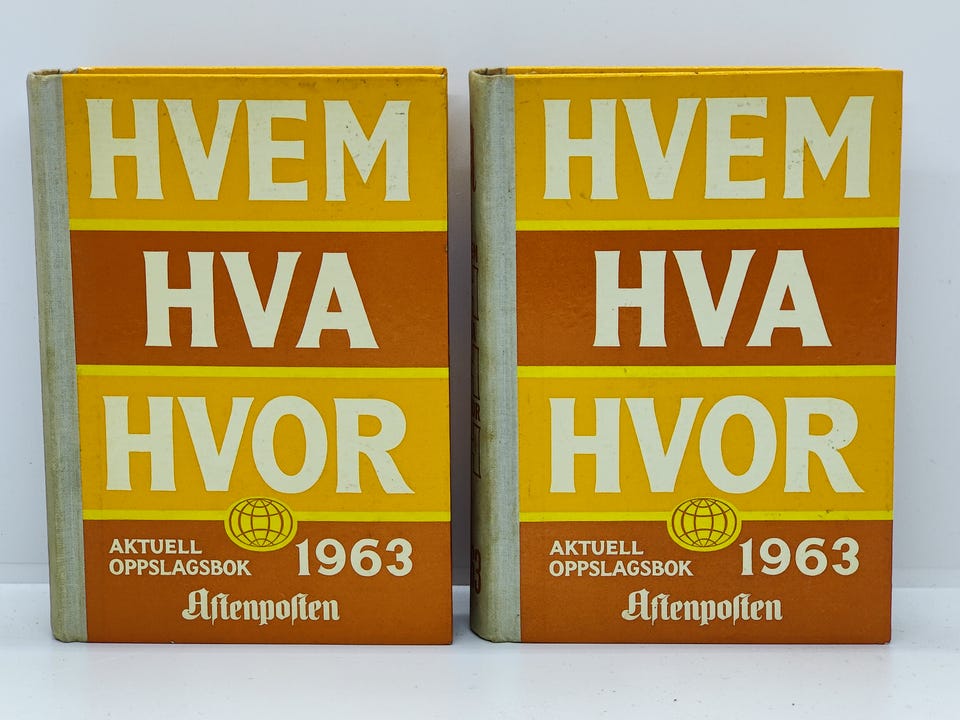 HVEM
HVA
HVOR
AKTUELL
OPPSLAGSBOK
1963
Aftenposten
HVEM
HVA
HVOR
AKTUELL
OPPSLAGSBOK
1963
Aftenposten